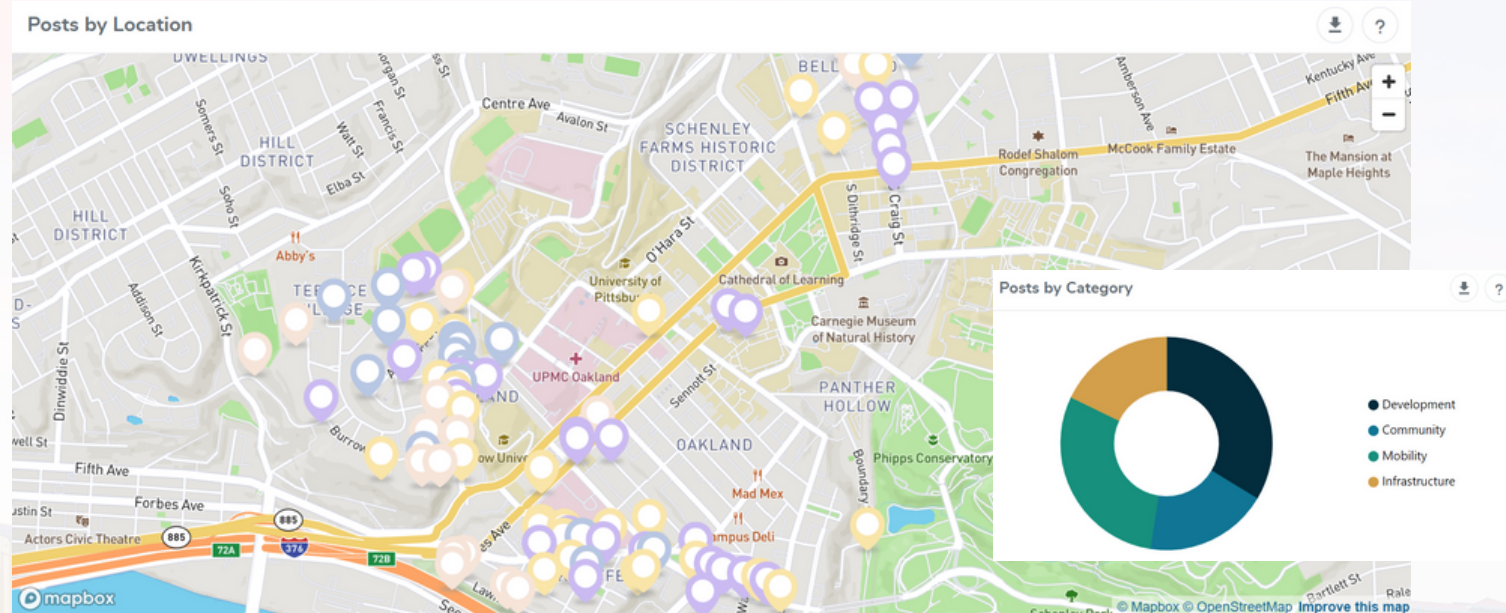 Posts by Location
?
DWELLINGS
Centre Ave
Avalon St
Somers St
Watt St
Francis St
HILL
DISTRICT
Elba St
Soho St
HILL
DISTRICT
Abby's
Kirkpatrick St
Addison St
Dinwiddie St
SCHENLEY
FARMS HISTORIC
DISTRICT
O'Hara St
Amberson Ave
Kentucky Ave
Fifth Ave
+
−
Rodef Shalom
Congregation
McCook Family Estate
The Mansion at
Maple Heights
S Dithridge St
S Craig St
Cathedral of Learning
University of
Carnegie Museum
of Natural History
UPMC Oakland
Sennott St
PANTHER
HOLLOW
OAKLAND
Phipps Conservatory
Boundary
Mad Mex
Fifth Ave
Forbes Ave
Actors Civic Theatre
885
885
72A
376
72B
Posts by Category
?
Development
Community
Mobility
Infrastructure
Bartlett St
mapbox
© Mapbox © OpenStreetMap Improve this map